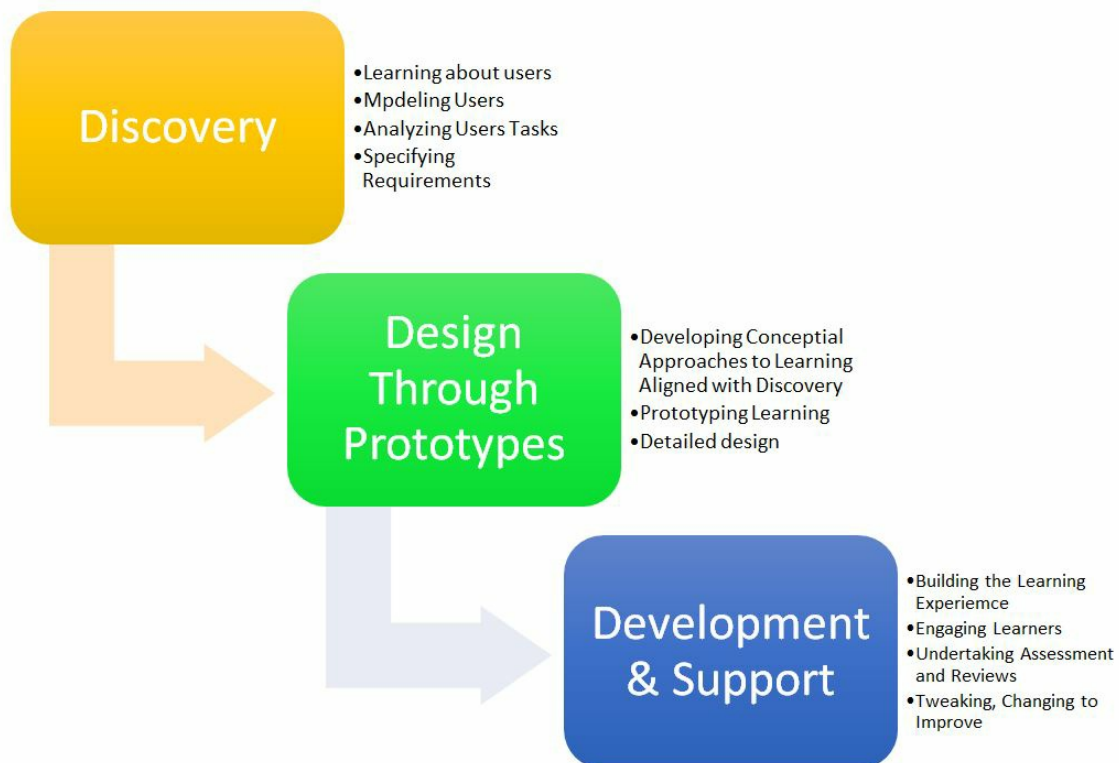 Discovery
•Learning about users
•Mpdeling Users
•Analyzing Users Tasks
•Specifying
Requirements
Design
Through
Prototypes
•Developing Conceptial
Approaches to Learning
Aligned with Discovery
•Prototyping Learning
•Detailed design
Development
& Support
•Building the Learning
Experiemce
•Engaging Learners
•Undertaking Assessment
and Reviews
•Tweaking, Changing to
Improve